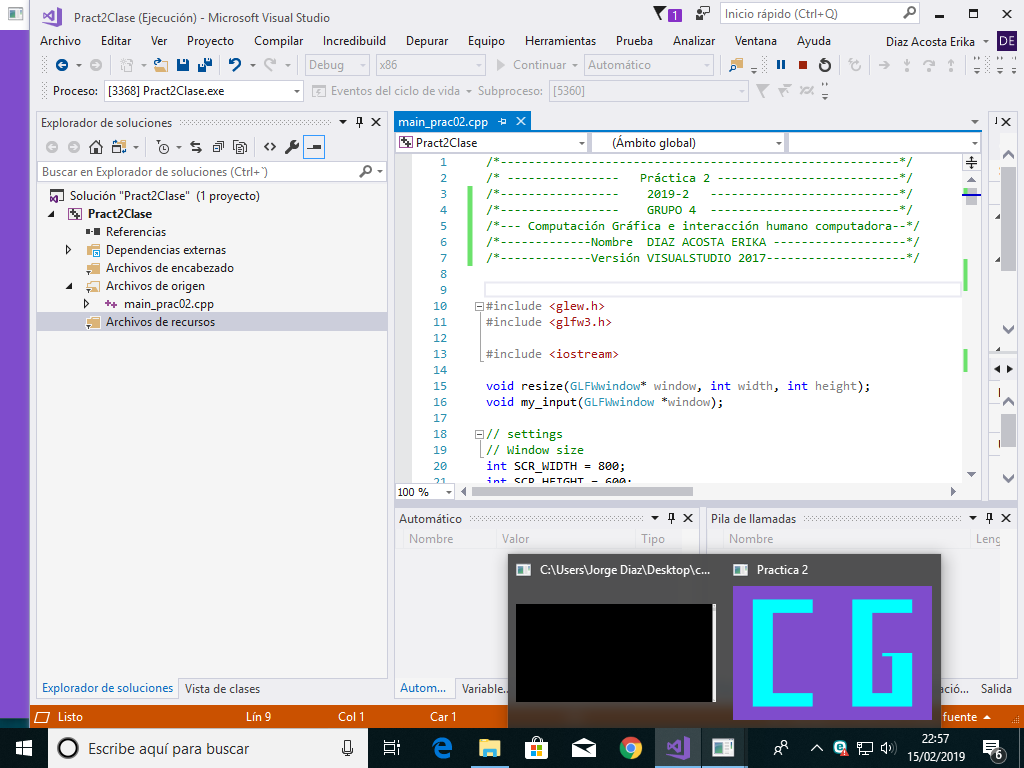 Pract2Clase (Ejecución) - Microsoft Visual Studio
1
Inicio rápido (Ctrl+Q)
Archivo Editar Ver Proyecto Compilar Incredibuild Depurar Equipo Herramientas Prueba Analizar Ventana Ayuda
Diaz Acosta Erika DE
Debug x86 Continuar Automático
Proceso: [3368] Pract2Clase.exe Eventos del ciclo de vida Subproceso: [5360]
Explorador de soluciones
Buscar en Explorador de soluciones (Ctrl+`)
Solución "Pract2Clase" (1 proyecto)
Pract2Clase
Referencias
Dependencias externas
Archivos de encabezado
Archivos de origen
main_prac02.cpp
Archivos de recursos
Explorador de soluciones Vista de clases
main_prac02.cpp
Pract2Clase (Ámbito global)
1 /*---------------------------------------------------------*/
2 /* ---------------- Práctica 2 --------------------------*/
3 /*----------------- 2019-2 ---------------------------*/
4 /*----------------- GRUPO 4 ---------------------------*/
5 /*--- Computación Gráfica e interacción humano computadora--*/
6 /*-------------Nombre DIAZ ACOSTA ERIKA -------------------*/
7 /*-------------Versión VISUALSTUDIO 2017--------------------*/
8
9
10 #include <glew.h>
11 #include <glfw3.h>
12
13 #include <iostream>
14
15 void resize(GLFWwindow* window, int width, int height);
16 void my_input(GLFWwindow *window);
17
18 // settings
19 // Window size
20 int SCR_WIDTH = 800;
21 int SCR_HEIGHT = 600;
100 %
Automático
Nombre Valor Tipo
Autom... Variable..
Pila de llamadas
Nombre Leng
ació... Salida
C:\Users\Jorge Diaz\Desktop\c...
Practica 2
C G
Listo Lín 9 Col 1 Car 1
fuente
Escribe aquí para buscar
22:57
15/02/2019
6